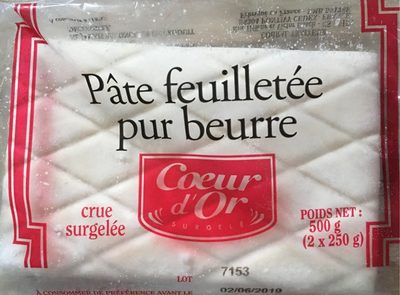 Pâte feuilletée
pur beurre
Coeur
d'Or
SURGELÉ
crue
surgelée
POIDS NET :
500 g
(2 x 250 g)
LOT
7153
À CONSOMMER DE PRÉFÉRENCE AVANT LE
02/06/2019